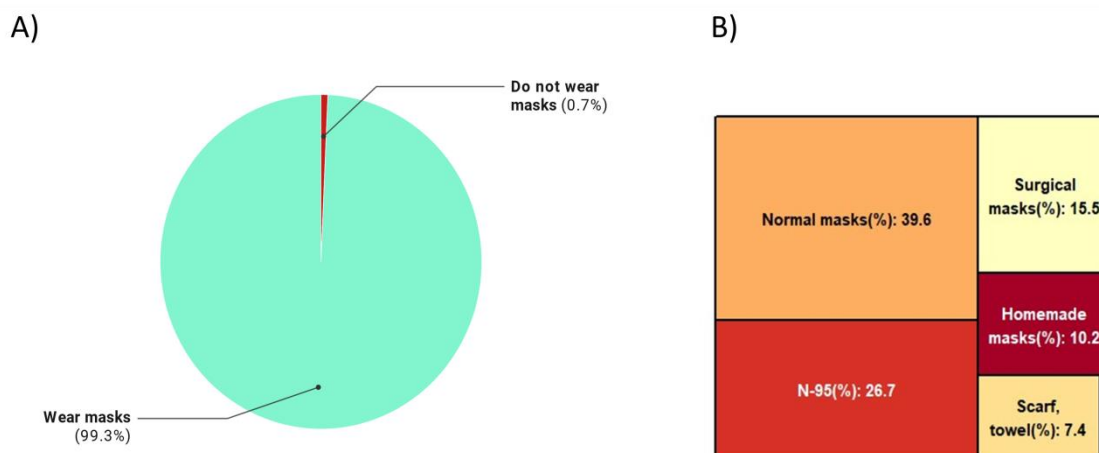 A)
B)
Do not wear
masks (0.7%)
Wear masks
(99.3%)
Normal masks(%): 39.6
Surgical
masks(%): 15.5
Homemade
masks(%): 10.2
N-95(%): 26.7
Scarf,
towel(%): 7.4